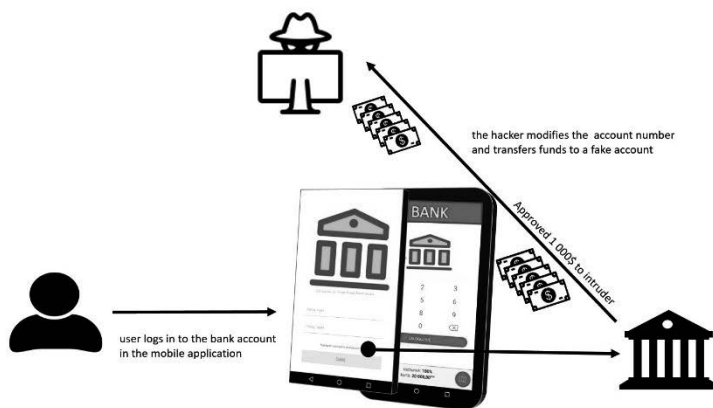 the hacker modifies the account number
and transfers funds to a fake account
BANK
Approved 1 000$ to intruder
2 3
5 6
8 9
0
user logs in to the bank account
in the mobile application